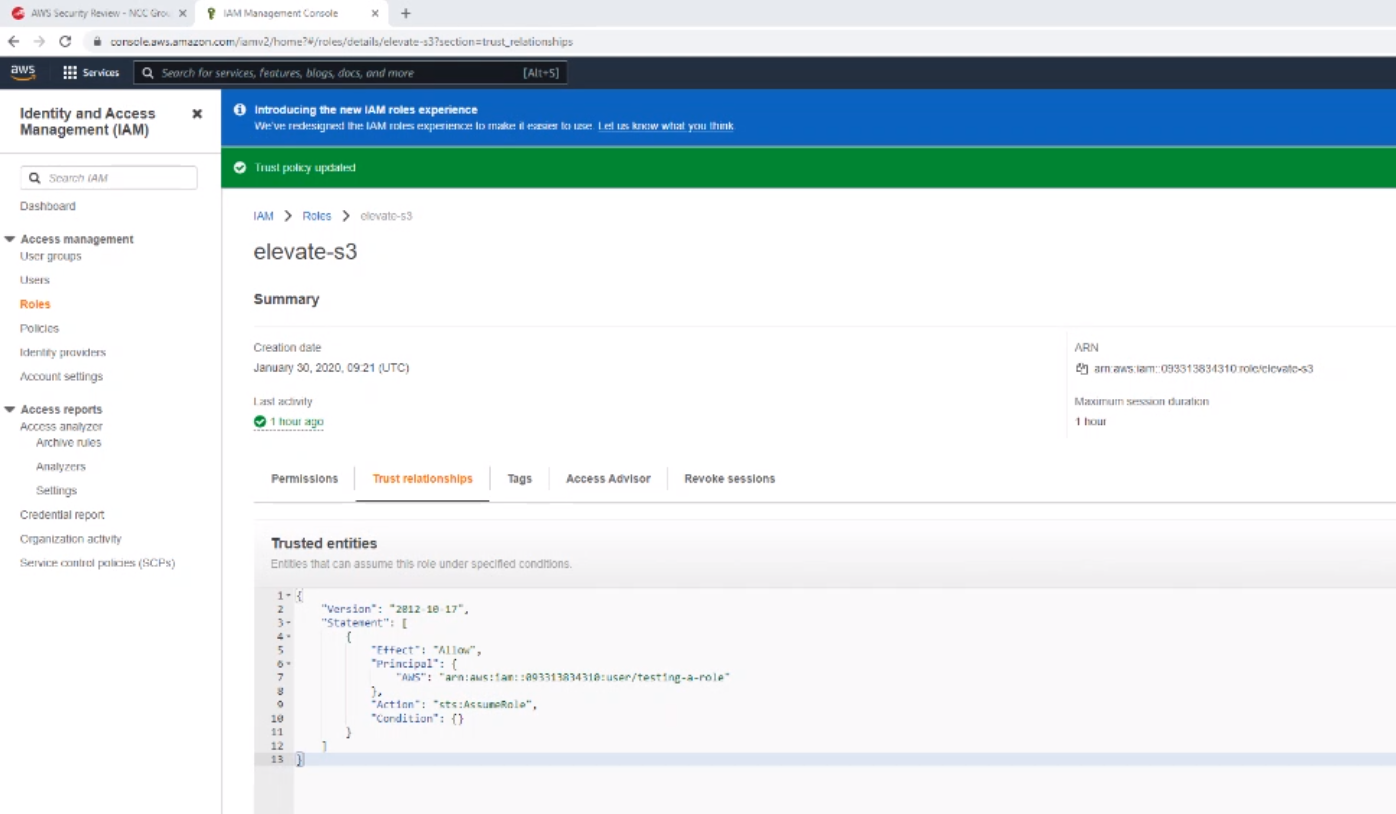 AWS Security Review - NCC Grou
IAM Management Console
console.aws.amazon.com/iamv2/home?#/roles/details/elevate-s3?section=trust_relationships
aws
Services
Search for services, features, blogs, docs, and more
[Alt+S]
Identity and Access
Management (IAM)
Search IAM
Dashboard
Access management
User groups
Users
Roles
Policies
Identity providers
Account settings
Access reports
Access analyzer
Archive rules
Analyzers
Settings
Credential report
Organization activity
Service control policies (SCPs)
Introducing the new IAM roles experience
We've redesigned the IAM roles experience to make it easier to use. Let us know what you think
Trust policy updated
IAM > Roles > elevate-s3
elevate-s3
Summary
Creation date
January 30, 2020, 09:21 (UTC)
Last activity
1 hour ago
ARN
arn:aws:iam::093313834310:role/elevate-s3
Maximum session duration
1 hour
Permissions
Trust relationships
Tags
Access Advisor
Revoke sessions
Trusted entities
Entities that can assume this role under specified conditions.
1 {
2 "Version": "2012-10-17",
3 "Statement": [
4 {
5 "Effect": "Allow",
6 "Principal": {
7 "AWS": "arn:aws:iam::093313834310:user/testing-a-role"
8 },
9 "Action": "sts:AssumeRole",
10 "Condition": {}
11 }
12 ]
13 }